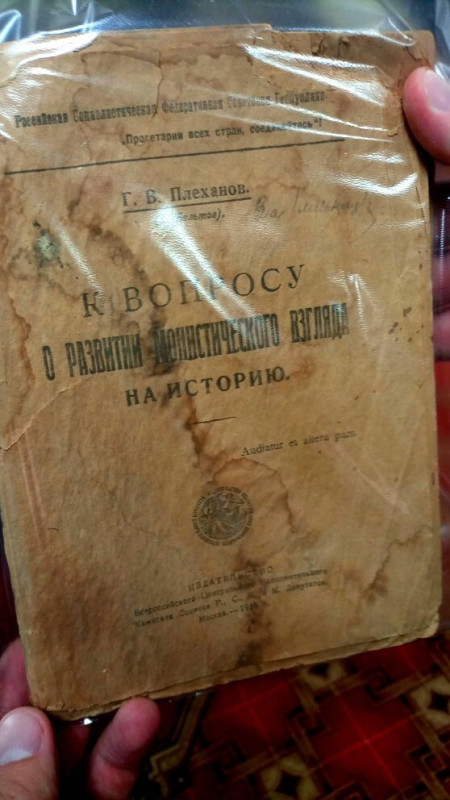 Россейская Социалистическая Федеративная Советская Республика.
„Пролетарии всех стран, соединяйтесь"!
Г. В. Плеханов.
(Бельтов),
К ВОПРОСУ
О РАЗВИТИИ МОНИСТИЧЕСКОГО ВЗГЛЯДА
НА ИСТОРИЮ.
Audiatur et altera pars.
ИЗДАТЕЛЬСТВО
Всероссийского Центрального Исполнительного
Комитета Советов Р., С., К. и К. Депутатов.
Москва.—